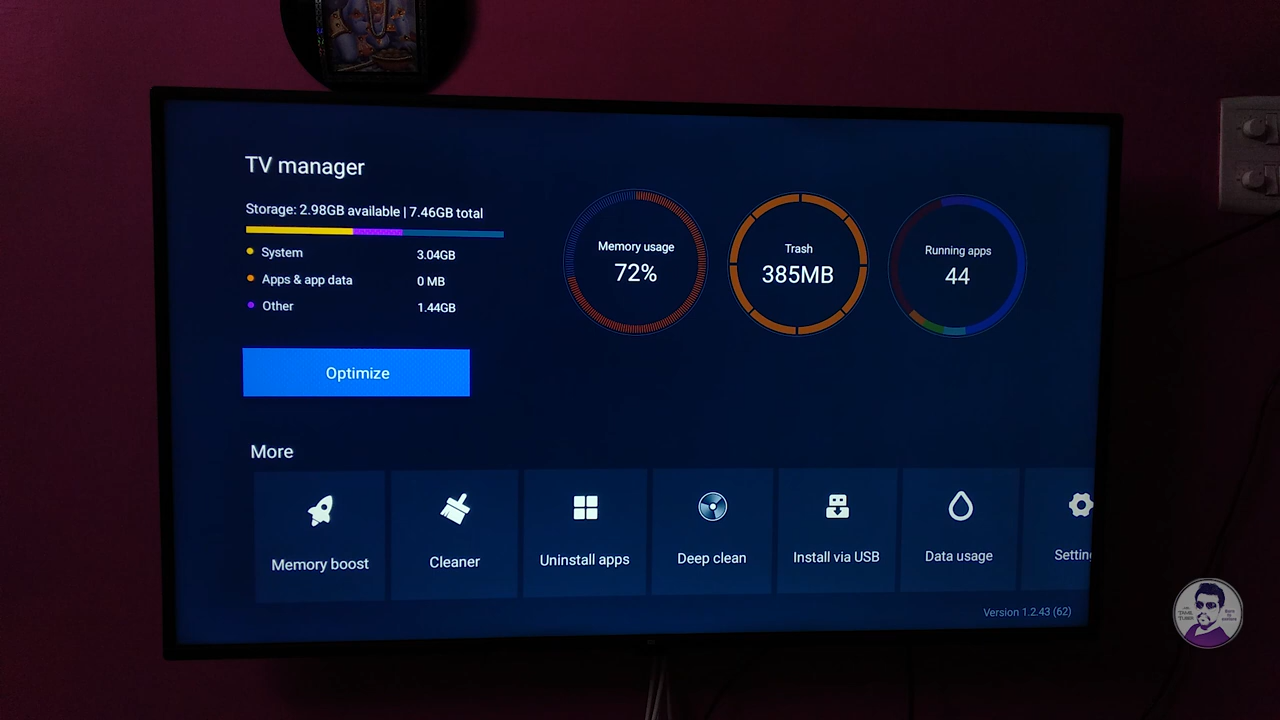 TV manager
Storage: 2.98GB available | 7.46GB total
System 3.04GB
Apps & app data 0 MB
Other 1.44GB
Optimize
Memory usage
72%
Trash
385MB
Running apps
44
More
Memory boost
Cleaner
Uninstall apps
Deep clean
Install via USB
Data usage
Settin
Version 1.2.43 (62)
TAMIL